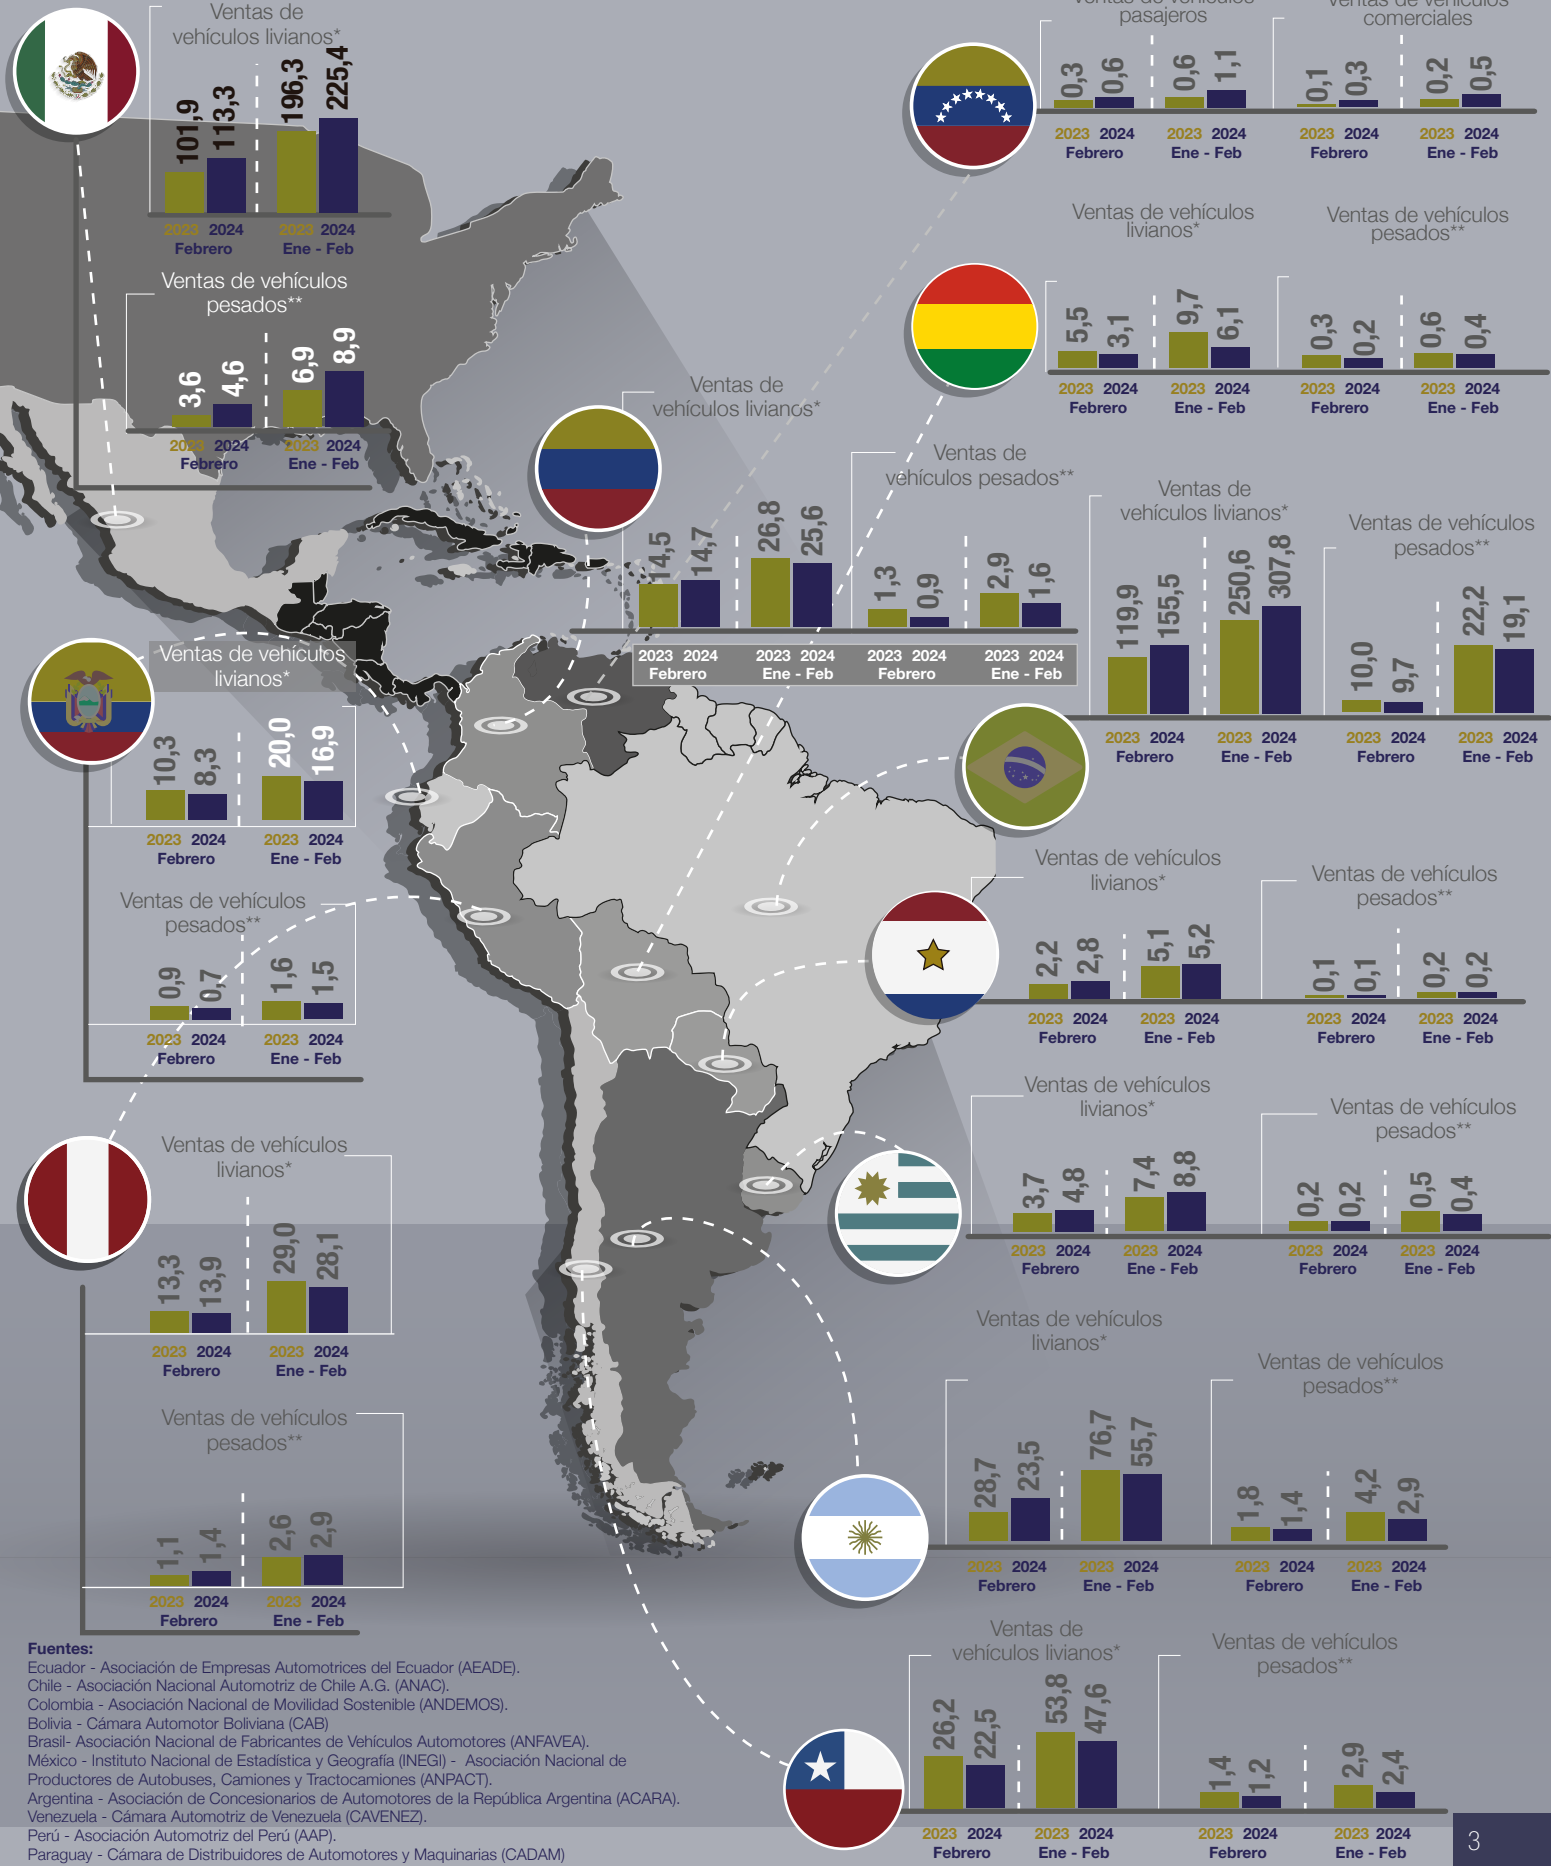 Ventas de
vehículos livianos*
101,9 113,3 196,3 225,4
2023 2024 2023 2024
Febrero Ene - Feb
Ventas de vehículos
pesados**
3,6 4,6 6,9 8,9
2023 2024 2023 2024
Febrero Ene - Feb
Ventas de vehículos
pasajeros
0,3 0,6 0,6 1,1
2023 2024 2023 2024
Febrero Ene - Feb
Ventas de vehículos
comerciales
0,1 0,3 0,2 0,5
2023 2024 2023 2024
Febrero Ene - Feb
Ventas de vehículos
livianos*
5,5 3,1 9,7 6,1
2023 2024 2023 2024
Febrero Ene - Feb
Ventas de vehículos
pesados**
0,3 0,2 0,6 0,4
2023 2024 2023 2024
Febrero Ene - Feb
Ventas de
vehículos livianos*
14,5 14,7 26,8 25,6
2023 2024 2023 2024
Febrero Ene - Feb
Ventas de
vehículos pesados**
1,3 0,9 2,9 1,6
2023 2024 2023 2024
Febrero Ene - Feb
Ventas de
vehículos livianos*
119,9 155,5 250,6 307,8
2023 2024 2023 2024
Febrero Ene - Feb
Ventas de vehículos
pesados**
10,0 9,7 22,2 19,1
2023 2024 2023 2024
Febrero Ene - Feb
Ventas de vehículos
livianos*
10,3 8,3 20,0 16,9
2023 2024 2023 2024
Febrero Ene - Feb
Ventas de vehículos
pesados**
0,9 0,7 1,6 1,5
2023 2024 2023 2024
Febrero Ene - Feb
Ventas de vehículos
livianos*
2,2 2,8 5,1 5,2
2023 2024 2023 2024
Febrero Ene - Feb
Ventas de vehículos
pesados**
0,1 0,1 0,2 0,2
2023 2024 2023 2024
Febrero Ene - Feb
Ventas de vehículos
livianos*
3,7 4,8 7,4 8,8
2023 2024 2023 2024
Febrero Ene - Feb
Ventas de vehículos
pesados**
0,2 0,2 0,5 0,4
2023 2024 2023 2024
Febrero Ene - Feb
Ventas de vehículos
livianos*
13,3 13,9 29,0 28,1
2023 2024 2023 2024
Febrero Ene - Feb
Ventas de vehículos
pesados**
1,1 1,4 2,6 2,9
2023 2024 2023 2024
Febrero Ene - Feb
Ventas de vehículos
livianos*
28,7 23,5 76,7 55,7
2023 2024 2023 2024
Febrero Ene - Feb
Ventas de vehículos
pesados**
1,8 1,4 4,2 2,9
2023 2024 2023 2024
Febrero Ene - Feb
Ventas de
vehículos livianos*
26,2 22,5 53,8 47,6
2023 2024 2023 2024
Febrero Ene - Feb
Ventas de vehículos
pesados**
1,4 1,2 2,9 2,4
2023 2024 2023 2024
Febrero Ene - Feb
Fuentes:
Ecuador - Asociación de Empresas Automotrices del Ecuador (AEADE).
Chile - Asociación Nacional Automotriz de Chile A.G. (ANAC).
Colombia - Asociación Nacional de Movilidad Sostenible (ANDEMOS).
Bolivia - Cámara Automotor Boliviana (CAB)
Brasil- Asociación Nacional de Fabricantes de Vehículos Automotores (ANFAVEA).
México - Instituto Nacional de Estadística y Geografía (INEGI) - Asociación Nacional de
Productores de Autobuses, Camiones y Tractocamiones (ANPACT).
Argentina - Asociación de Concesionarios de Automotores de la República Argentina (ACARA).
Venezuela - Cámara Automotriz de Venezuela (CAVENEZ).
Perú - Asociación Automotriz del Perú (AAP).
Paraguay - Cámara de Distribuidores de Automotores y Maquinarias (CADAM)
3